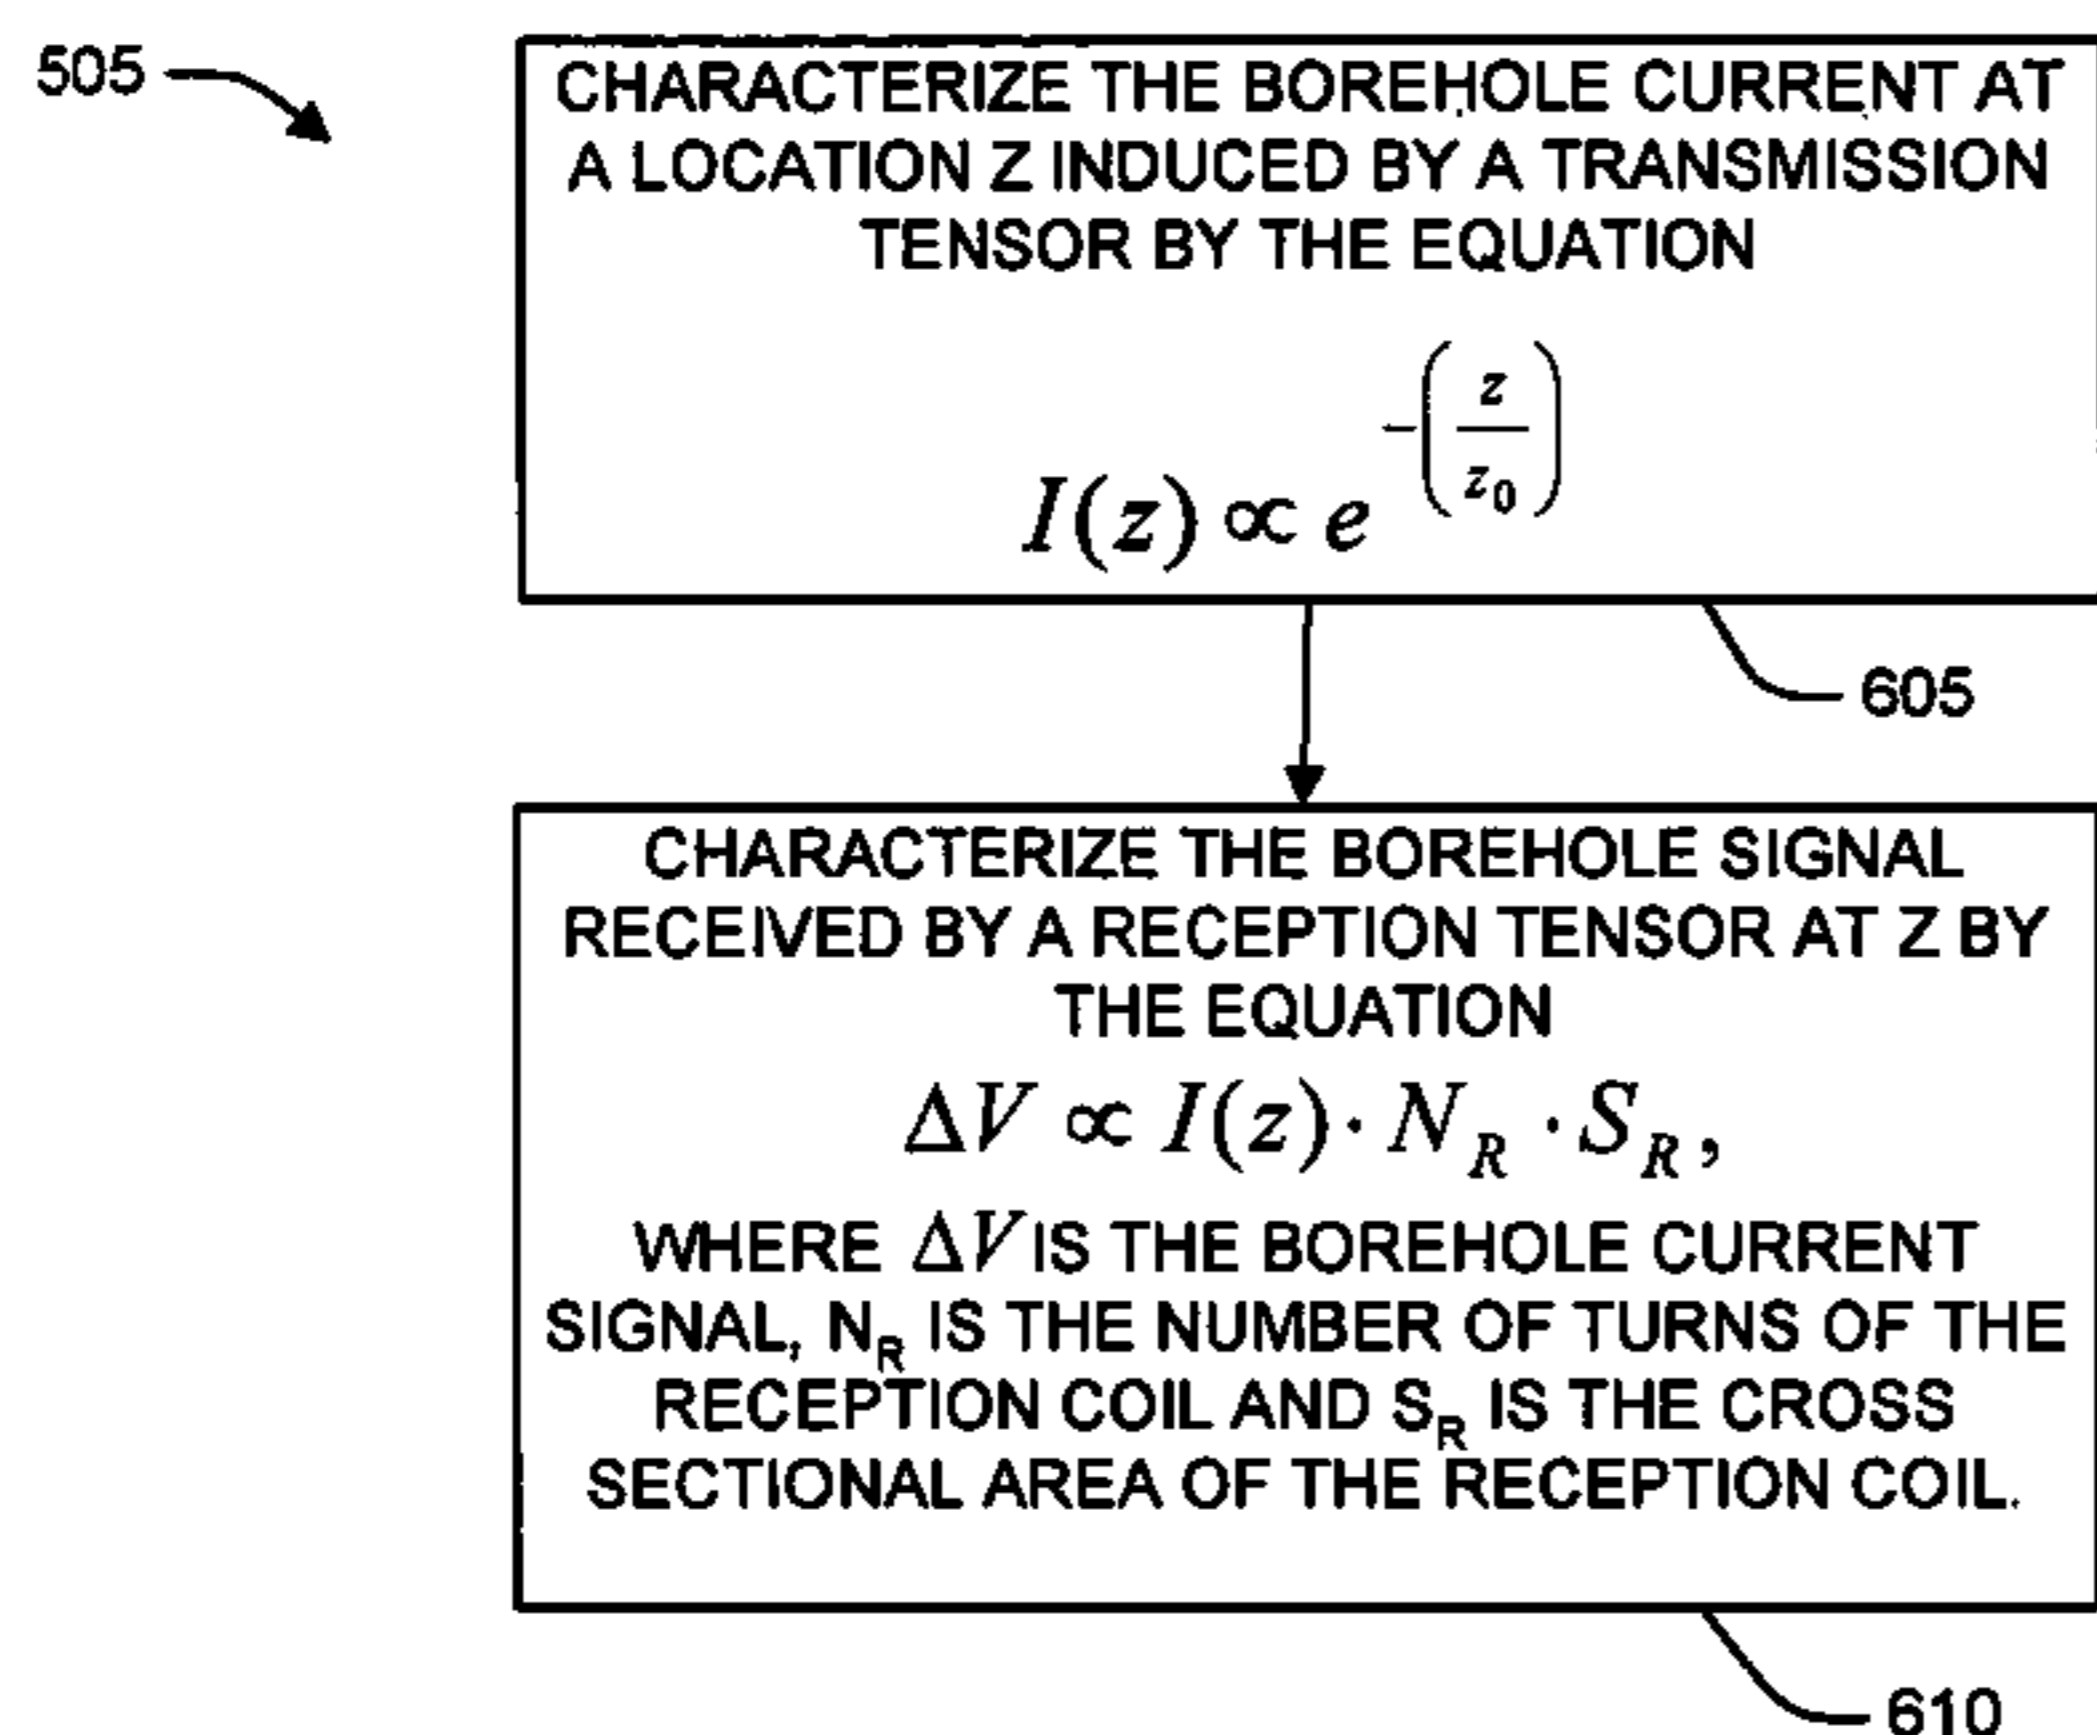 505
CHARACTERIZE THE BOREHOLE CURRENT AT
A LOCATION Z INDUCED BY A TRANSMISSION
TENSOR BY THE EQUATION
I(z) ∝ e^{-(z/z_0)}
605
CHARACTERIZE THE BOREHOLE SIGNAL
RECEIVED BY A RECEPTION TENSOR AT Z BY
THE EQUATION
ΔV ∝ I(z) · N_R · S_R,
WHERE ΔV IS THE BOREHOLE CURRENT
SIGNAL, N_R IS THE NUMBER OF TURNS OF THE
RECEPTION COIL AND S_R IS THE CROSS
SECTIONAL AREA OF THE RECEPTION COIL.
610